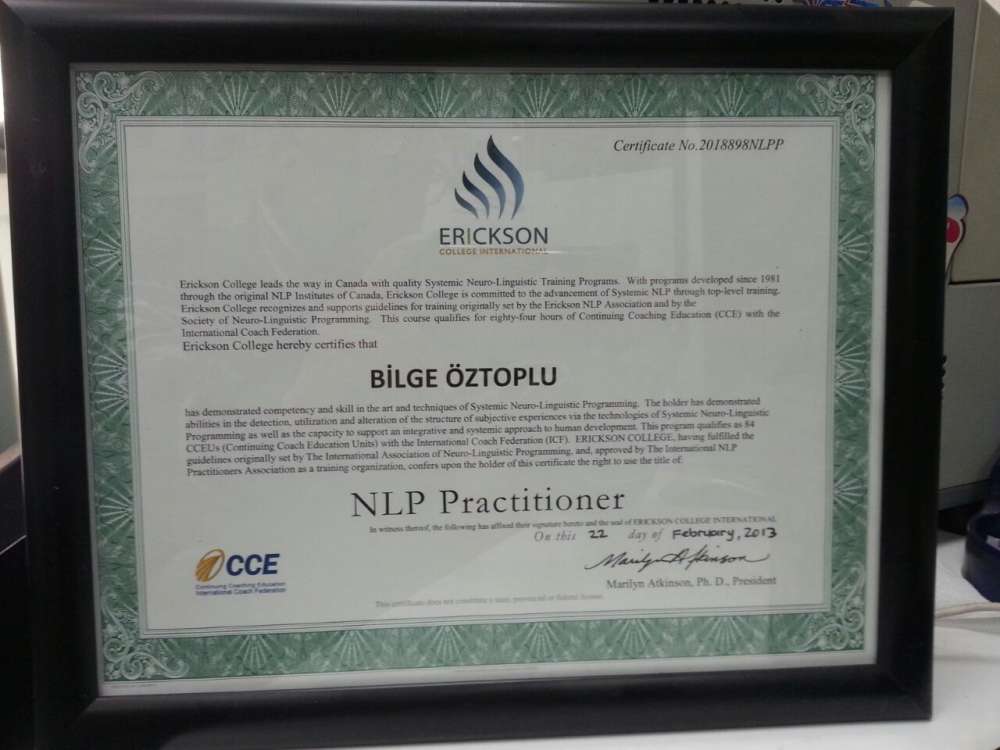 Certificate No.2018898NLPP
ERICKSON
COLLEGE INTERNATIONAL
Erickson College leads the way in Canada with quality Systemic Neuro-Linguistic Training Programs. With programs developed since 1981
through the original NLP Institutes of Canada, Erickson College is committed to the advancement of Systemic NLP through top-level training.
Erickson College recognizes and supports guidelines for training originally set by the Erickson NLP Association and by the
Society of Neuro-Linguistic Programming. This course qualifies for eighty-four hours of Continuing Coaching Education (CCE) with the
International Coach Federation.
Erickson College hereby certifies that
BİLGE ÖZTOPLU
has demonstrated competency and skill in the art and techniques of Systemic Neuro-Linguistic Programming. The holder has demonstrated
abilities in the detection, utilization and alteration of the structure of subjective experiences via the technologies of Systemic Neuro-Linguistic
Programming as well as the capacity to support an integrative and systemic approach to human development. This program qualifies as 84
CCEUs (Continuing Coach Education Units) with the International Coach Federation (ICF). ERICKSON COLLEGE, having fulfilled the
guidelines originally set by The International Association of Neuro-Linguistic Programming, and, approved by The International NLP
Practitioners Association as a training organization, confers upon the holder of this certificate the right to use the title of:
NLP Practitioner
In witness thereof, the following has affixed their signature hereto and the seal of ERICKSON COLLEGE INTERNATIONAL
On this 22 day of February, 2013
Marilyn Atkinson
Marilyn Atkinson, Ph. D., President
CCE
Continuing Coaching Education
International Coach Federation
This certificate does not constitute a state, provincial or federal license.